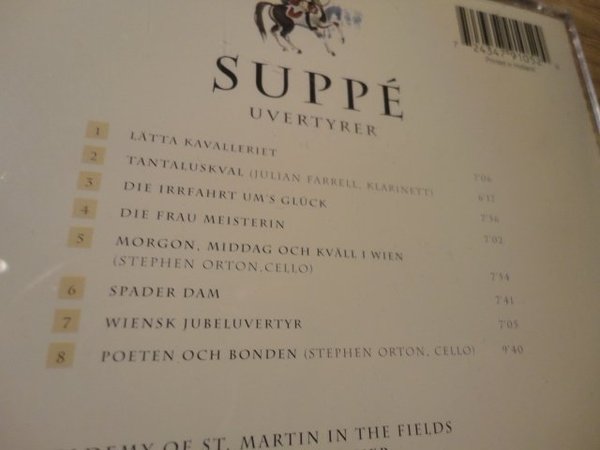 SUPPÉ
UVERTYRER
1 LÄTTA KAVALLERIET 7'06
2 TANTALUSKVAL (JULIAN FARRELL, KLARINETT) 6'17
3 DIE IRRFAHRT UM'S GLÜCK 7'56
4 DIE FRAU MEISTERIN 7'02
5 MORGON, MIDDAG OCH KVÄLL I WIEN
(STEPHEN ORTON,CELLO) 7'54
6 SPADER DAM 7'41
7 WIENSK JUBELUVERTYR 7'05
8 POETEN OCH BONDEN (STEPHEN ORTON, CELLO) 9'40
OF ST. MARTIN IN THE FIELDS